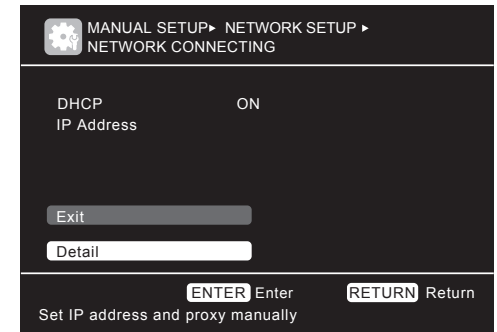 MANUAL SETUP▸ NETWORK SETUP ▸
NETWORK CONNECTING
DHCP ON
IP Address
Exit
Detail
ENTER Enter RETURN Return
Set IP address and proxy manually